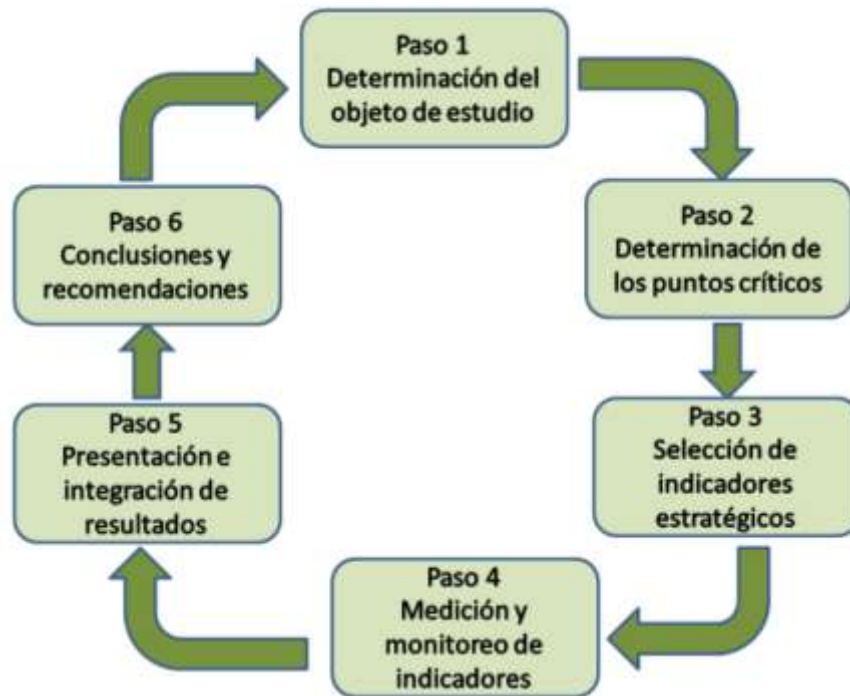 Paso 1
Determinación del
objeto de estudio
Paso 2
Determinación de
los puntos críticos
Paso 3
Selección de
indicadores
estratégicos
Paso 4
Medición y
monitoreo de
indicadores
Paso 5
Presentación e
integración de
resultados
Paso 6
Conclusiones y
recomendaciones